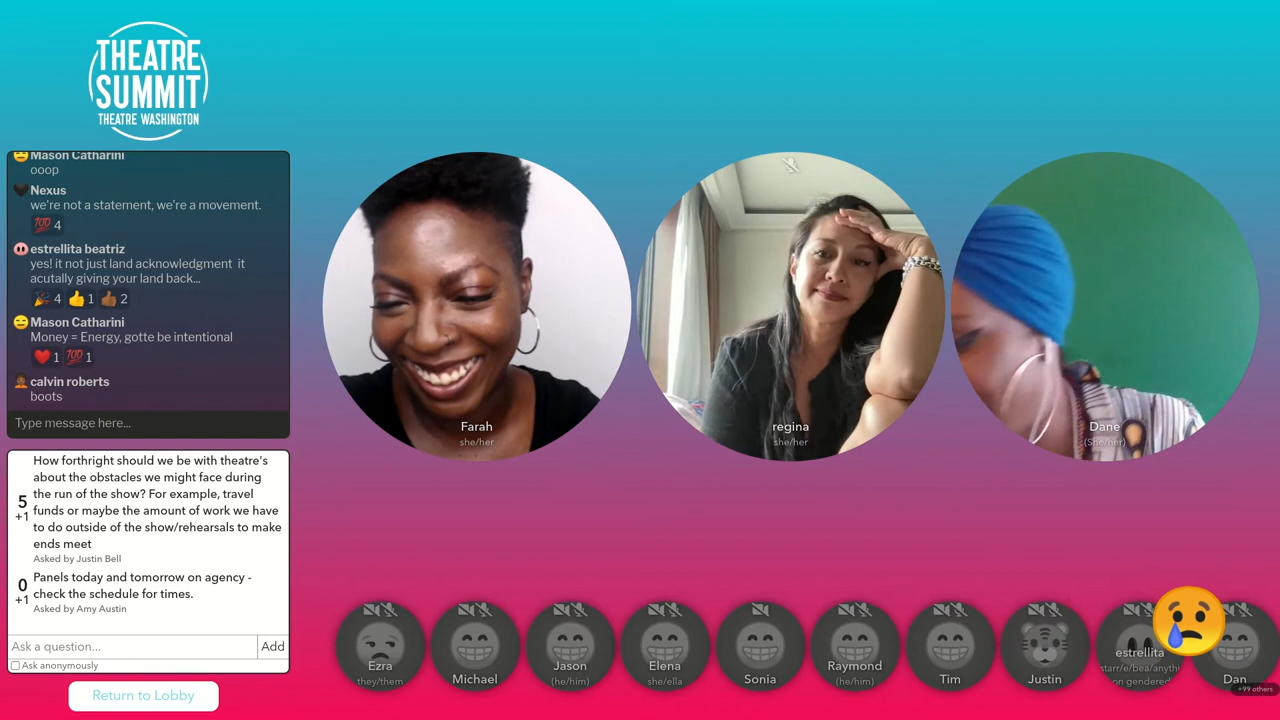 THEATRE
SUMMIT
THEATRE WASHINGTON
Mason Catharini
ooop
Nexus
we're not a statement, we're a movement.
💯 4
estrellita beatriz
yes! it not just land acknowledgment it
acutally giving your land back...
🎉 4 👍 1 👍🏾 2
Mason Catharini
Money = Energy, gotte be intentional
❤️ 1 💯 1
calvin roberts
boots
Type message here...
How forthright should we be with theatre's
about the obstacles we might face during
the run of the show? For example, travel
funds or maybe the amount of work we have
to do outside of the show/rehearsals to make
ends meet
5
+1
Asked by Justin Bell
Panels today and tomorrow on agency -
check the schedule for times.
0
+1
Asked by Amy Austin
Ask a question...
Add
Ask anonymously
Return to Lobby
Farah
she/her
regina
she/her
Dane
(She/her)
Ezra
they/them
Michael
Jason
(he/him)
Elena
she/ella
Sonia
Raymond
(he/him)
Tim
Justin
estrellita
starr/e/bea/anythi
on gendered
Dan
+99 others